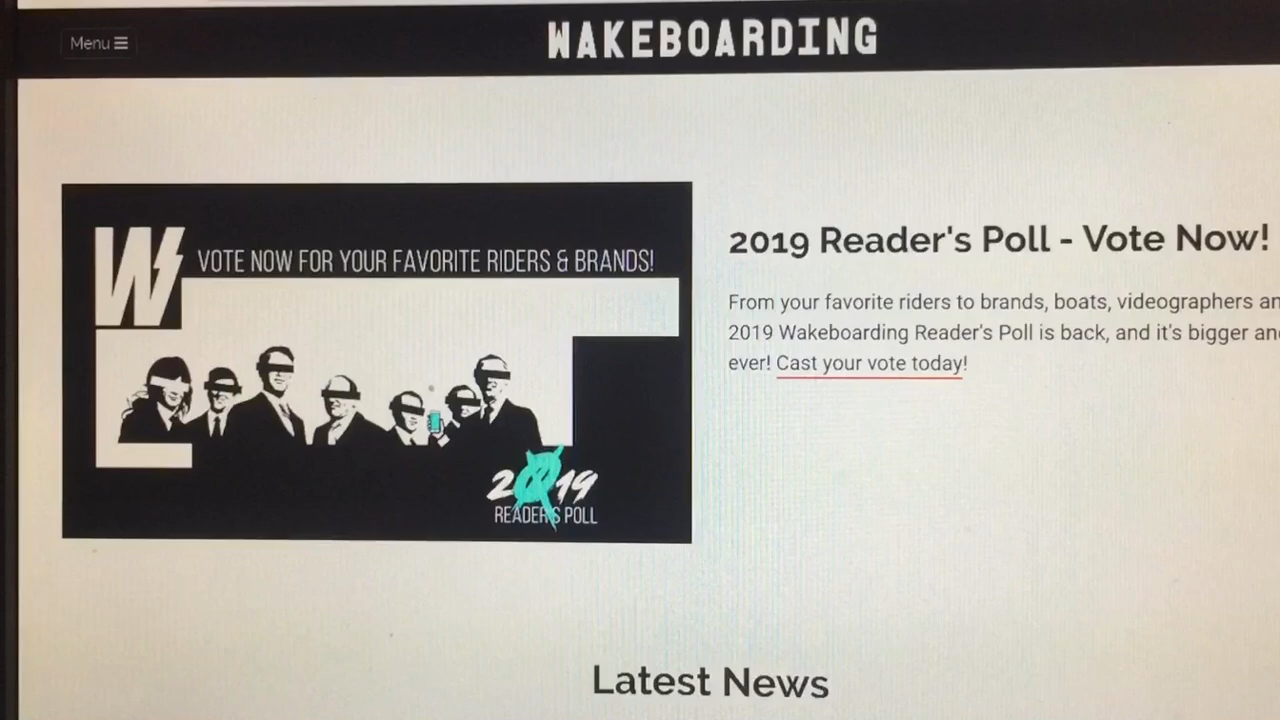 Menu
WAKEBOARDING
W
VOTE NOW FOR YOUR FAVORITE RIDERS & BRANDS!
2019
READER'S POLL
2019 Reader's Poll - Vote Now!
From your favorite riders to brands, boats, videographers
2019 Wakeboarding Reader's Poll is back, and it's bigger
ever! Cast your vote today!
Latest News